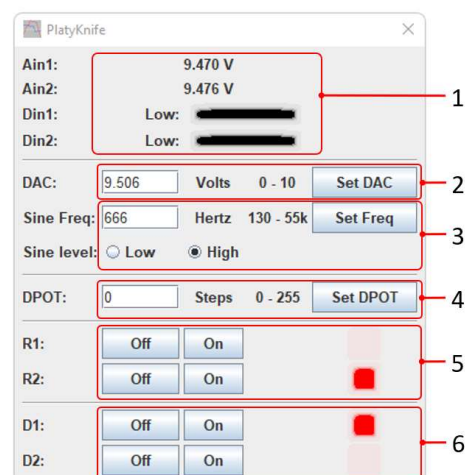 PlatyKnife
Ain1: 9.470 V
Ain2: 9.476 V
Din1: Low:
Din2: Low:
1
DAC: 9.506 Volts 0 - 10 Set DAC
2
Sine Freq: 666 Hertz 130 - 55k Set Freq
Sine level: Low High
3
DPOT: 0 Steps 0 - 255 Set DPOT
4
R1: Off On
R2: Off On
5
D1: Off On
D2: Off On
6